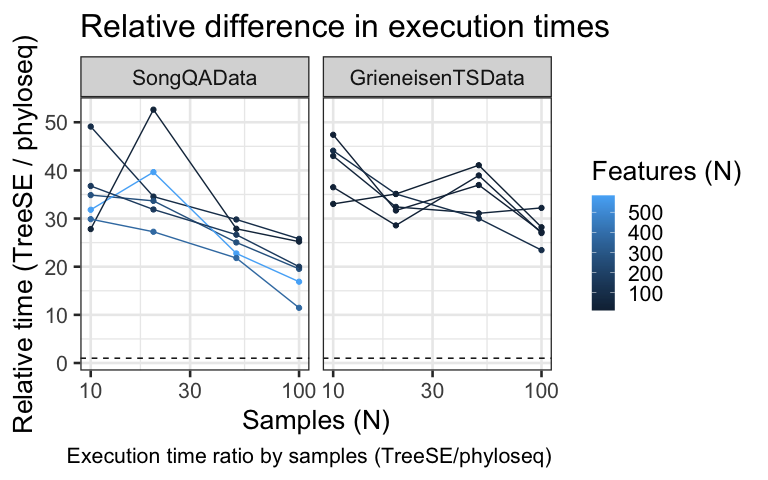 Relative difference in execution times
SongQAData
GrieneisenTSData
Relative time (TreeSE / phyloseq)
50
40
30
20
10
0
10 30 100
10 30 100
Samples (N)
Execution time ratio by samples (TreeSE/phyloseq)
Features (N)
500
400
300
200
100